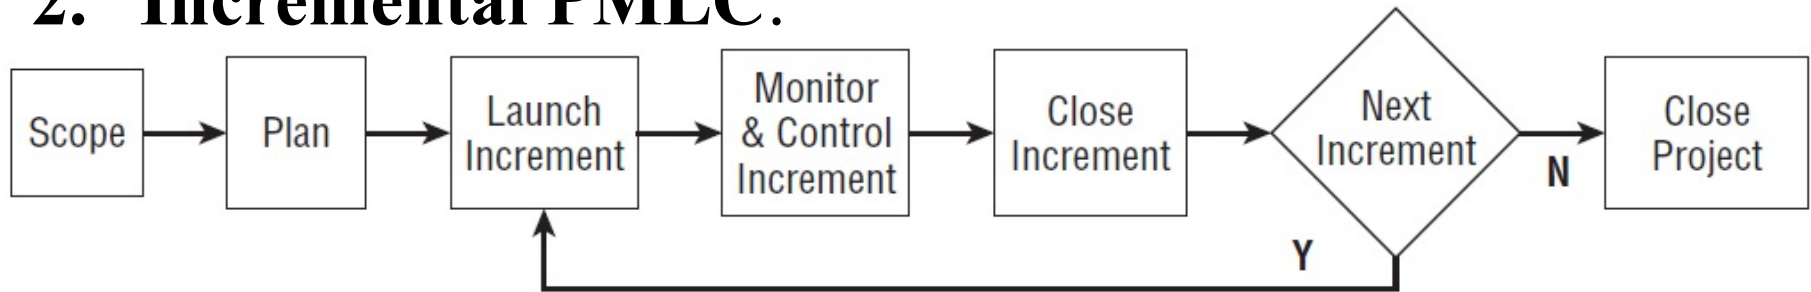 2. Incremental PMLC:
Scope
Plan
Launch
Increment
Monitor
& Control
Increment
Close
Increment
Next
Increment
N
Close
Project
Y